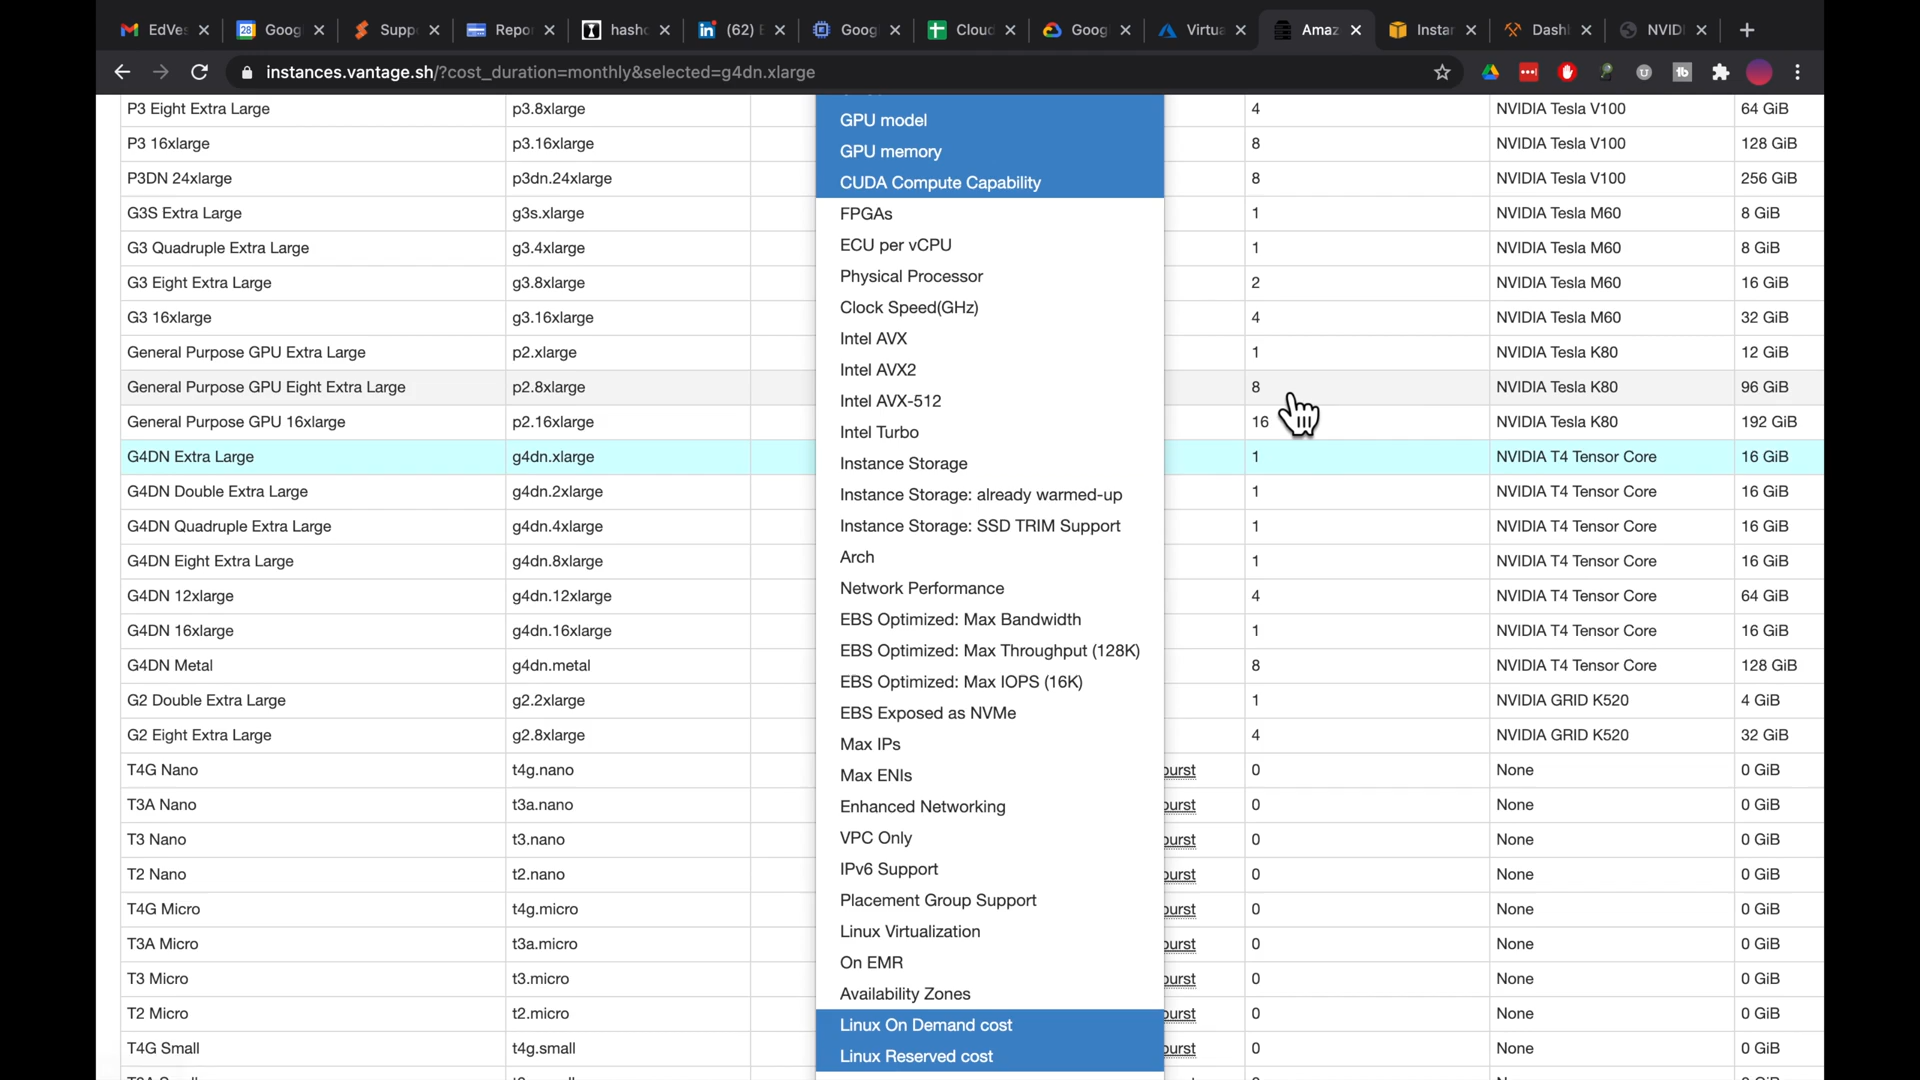 EdVes
28 Goog
Suppo
Repor
hashc
in (62) E
Goog
Cloud
Goog
Virtua
Amaz
Instan
Dashl
NVIDI
instances.vantage.sh/?cost_duration=monthly&selected=g4dn.xlarge
P3 Eight Extra Large p3.8xlarge 4 NVIDIA Tesla V100 64 GiB
P3 16xlarge p3.16xlarge 8 NVIDIA Tesla V100 128 GiB
P3DN 24xlarge p3dn.24xlarge 8 NVIDIA Tesla V100 256 GiB
G3S Extra Large g3s.xlarge 1 NVIDIA Tesla M60 8 GiB
G3 Quadruple Extra Large g3.4xlarge 1 NVIDIA Tesla M60 8 GiB
G3 Eight Extra Large g3.8xlarge 2 NVIDIA Tesla M60 16 GiB
G3 16xlarge g3.16xlarge 4 NVIDIA Tesla M60 32 GiB
General Purpose GPU Extra Large p2.xlarge 1 NVIDIA Tesla K80 12 GiB
General Purpose GPU Eight Extra Large p2.8xlarge 8 NVIDIA Tesla K80 96 GiB
General Purpose GPU 16xlarge p2.16xlarge 16 NVIDIA Tesla K80 192 GiB
G4DN Extra Large g4dn.xlarge 1 NVIDIA T4 Tensor Core 16 GiB
G4DN Double Extra Large g4dn.2xlarge 1 NVIDIA T4 Tensor Core 16 GiB
G4DN Quadruple Extra Large g4dn.4xlarge 1 NVIDIA T4 Tensor Core 16 GiB
G4DN Eight Extra Large g4dn.8xlarge 1 NVIDIA T4 Tensor Core 16 GiB
G4DN 12xlarge g4dn.12xlarge 4 NVIDIA T4 Tensor Core 64 GiB
G4DN 16xlarge g4dn.16xlarge 1 NVIDIA T4 Tensor Core 16 GiB
G4DN Metal g4dn.metal 8 NVIDIA T4 Tensor Core 128 GiB
G2 Double Extra Large g2.2xlarge 1 NVIDIA GRID K520 4 GiB
G2 Eight Extra Large g2.8xlarge 4 NVIDIA GRID K520 32 GiB
T4G Nano t4g.nano burst 0 None 0 GiB
T3A Nano t3a.nano burst 0 None 0 GiB
T3 Nano t3.nano burst 0 None 0 GiB
T2 Nano t2.nano burst 0 None 0 GiB
T4G Micro t4g.micro burst 0 None 0 GiB
T3A Micro t3a.micro burst 0 None 0 GiB
T3 Micro t3.micro burst 0 None 0 GiB
T2 Micro t2.micro burst 0 None 0 GiB
T4G Small t4g.small burst 0 None 0 GiB
GPU model
GPU memory
CUDA Compute Capability
FPGAs
ECU per vCPU
Physical Processor
Clock Speed(GHz)
Intel AVX
Intel AVX2
Intel AVX-512
Intel Turbo
Instance Storage
Instance Storage: already warmed-up
Instance Storage: SSD TRIM Support
Arch
Network Performance
EBS Optimized: Max Bandwidth
EBS Optimized: Max Throughput (128K)
EBS Optimized: Max IOPS (16K)
EBS Exposed as NVMe
Max IPs
Max ENIs
Enhanced Networking
VPC Only
IPv6 Support
Placement Group Support
Linux Virtualization
On EMR
Availability Zones
Linux On Demand cost
Linux Reserved cost